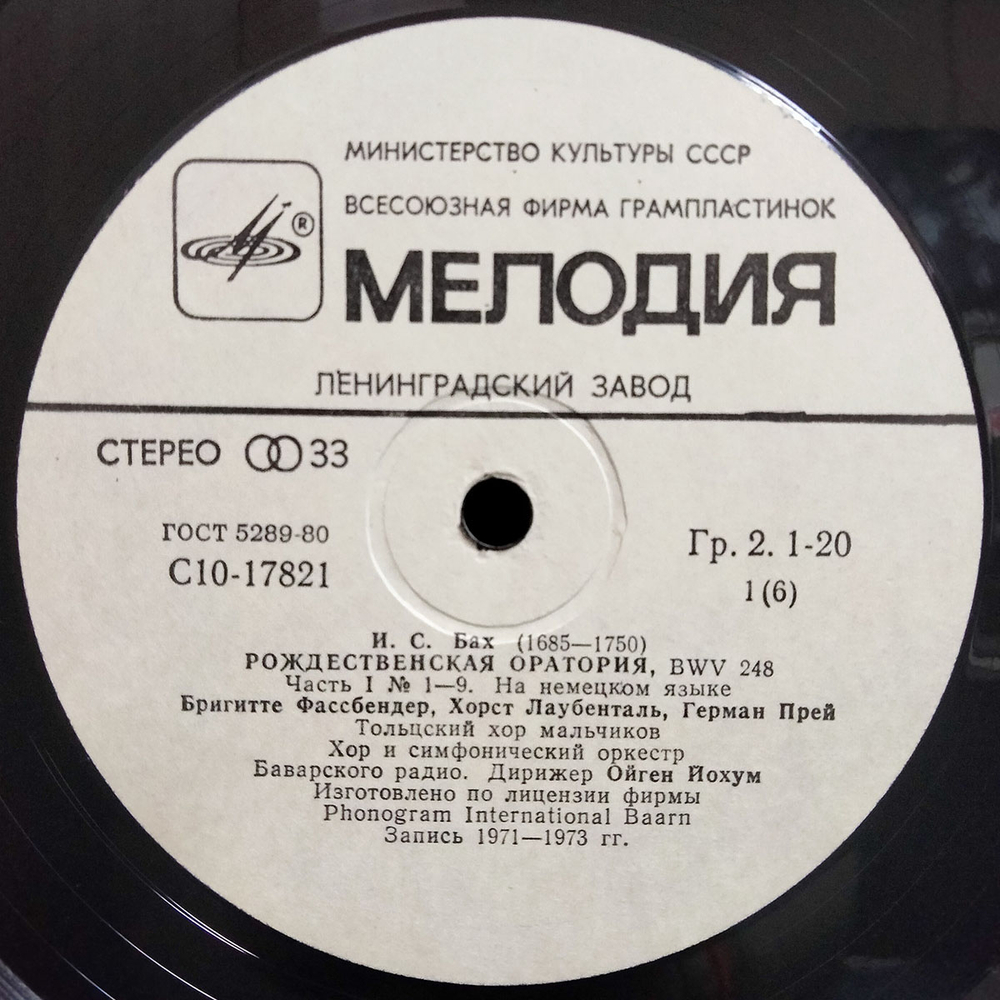 МИНИСТЕРСТВО КУЛЬТУРЫ СССР
ВСЕСОЮЗНАЯ ФИРМА ГРАМПЛАСТИНОК
®
МЕЛОДИЯ
ЛЕНИНГРАДСКИЙ ЗАВОД
СТЕРЕО 33
ГОСТ 5289-80
С10-17821
Гр. 2. 1-20
1 (6)
И. С. Бах (1685—1750)
РОЖДЕСТВЕНСКАЯ ОРАТОРИЯ, BWV 248
Часть I № 1—9. На немецком языке
Бригитте Фассбендер, Хорст Лаубенталь, Герман Прей
Тольцский хор мальчиков
Хор и симфонический оркестр
Баварского радио. Дирижер Ойген Йохум
Изготовлено по лицензии фирмы
Phonogram International Baarn
Запись 1971—1973 гг.